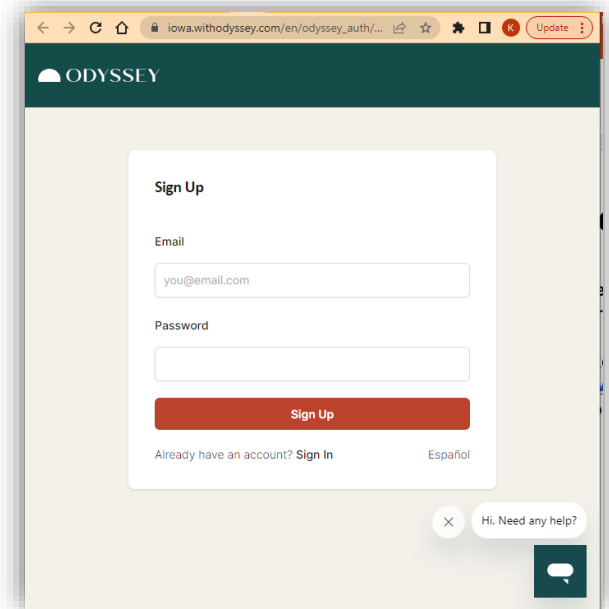 iowa.withodyssey.com/en/odyssey_auth/...
K
Update
ODYSSEY
Sign Up
Email
you@email.com
Password
Sign Up
Already have an account? Sign In
Español
Hi. Need any help?